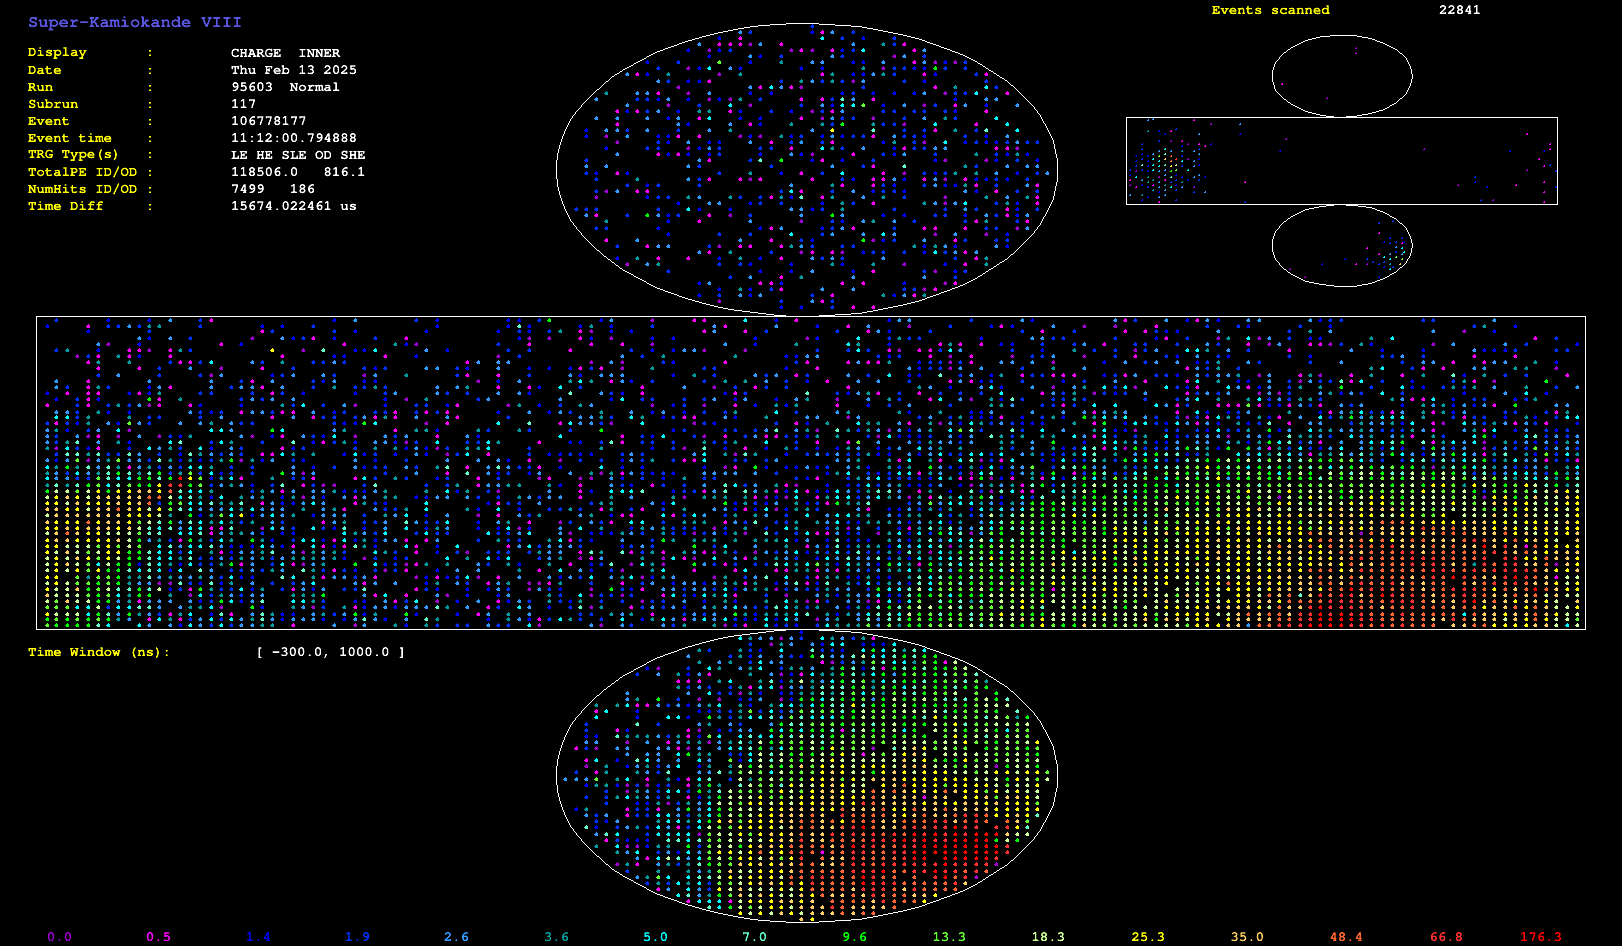 Super-Kamiokande VIII
Events scanned 22841
Display : CHARGE INNER
Date : Thu Feb 13 2025
Run : 95603 Normal
Subrun : 117
Event : 106778177
Event time : 11:12:00.794888
TRG Type(s) : LE HE SLE OD SHE
TotalPE ID/OD : 118506.0 816.1
NumHits ID/OD : 7499 186
Time Diff : 15674.022461 us
Time Window (ns): [ -300.0, 1000.0 ]
0.0 0.5 1.4 1.9 2.6 3.6 5.0 7.0 9.6 13.3 18.3 25.3 35.0 48.4 66.8 176.3